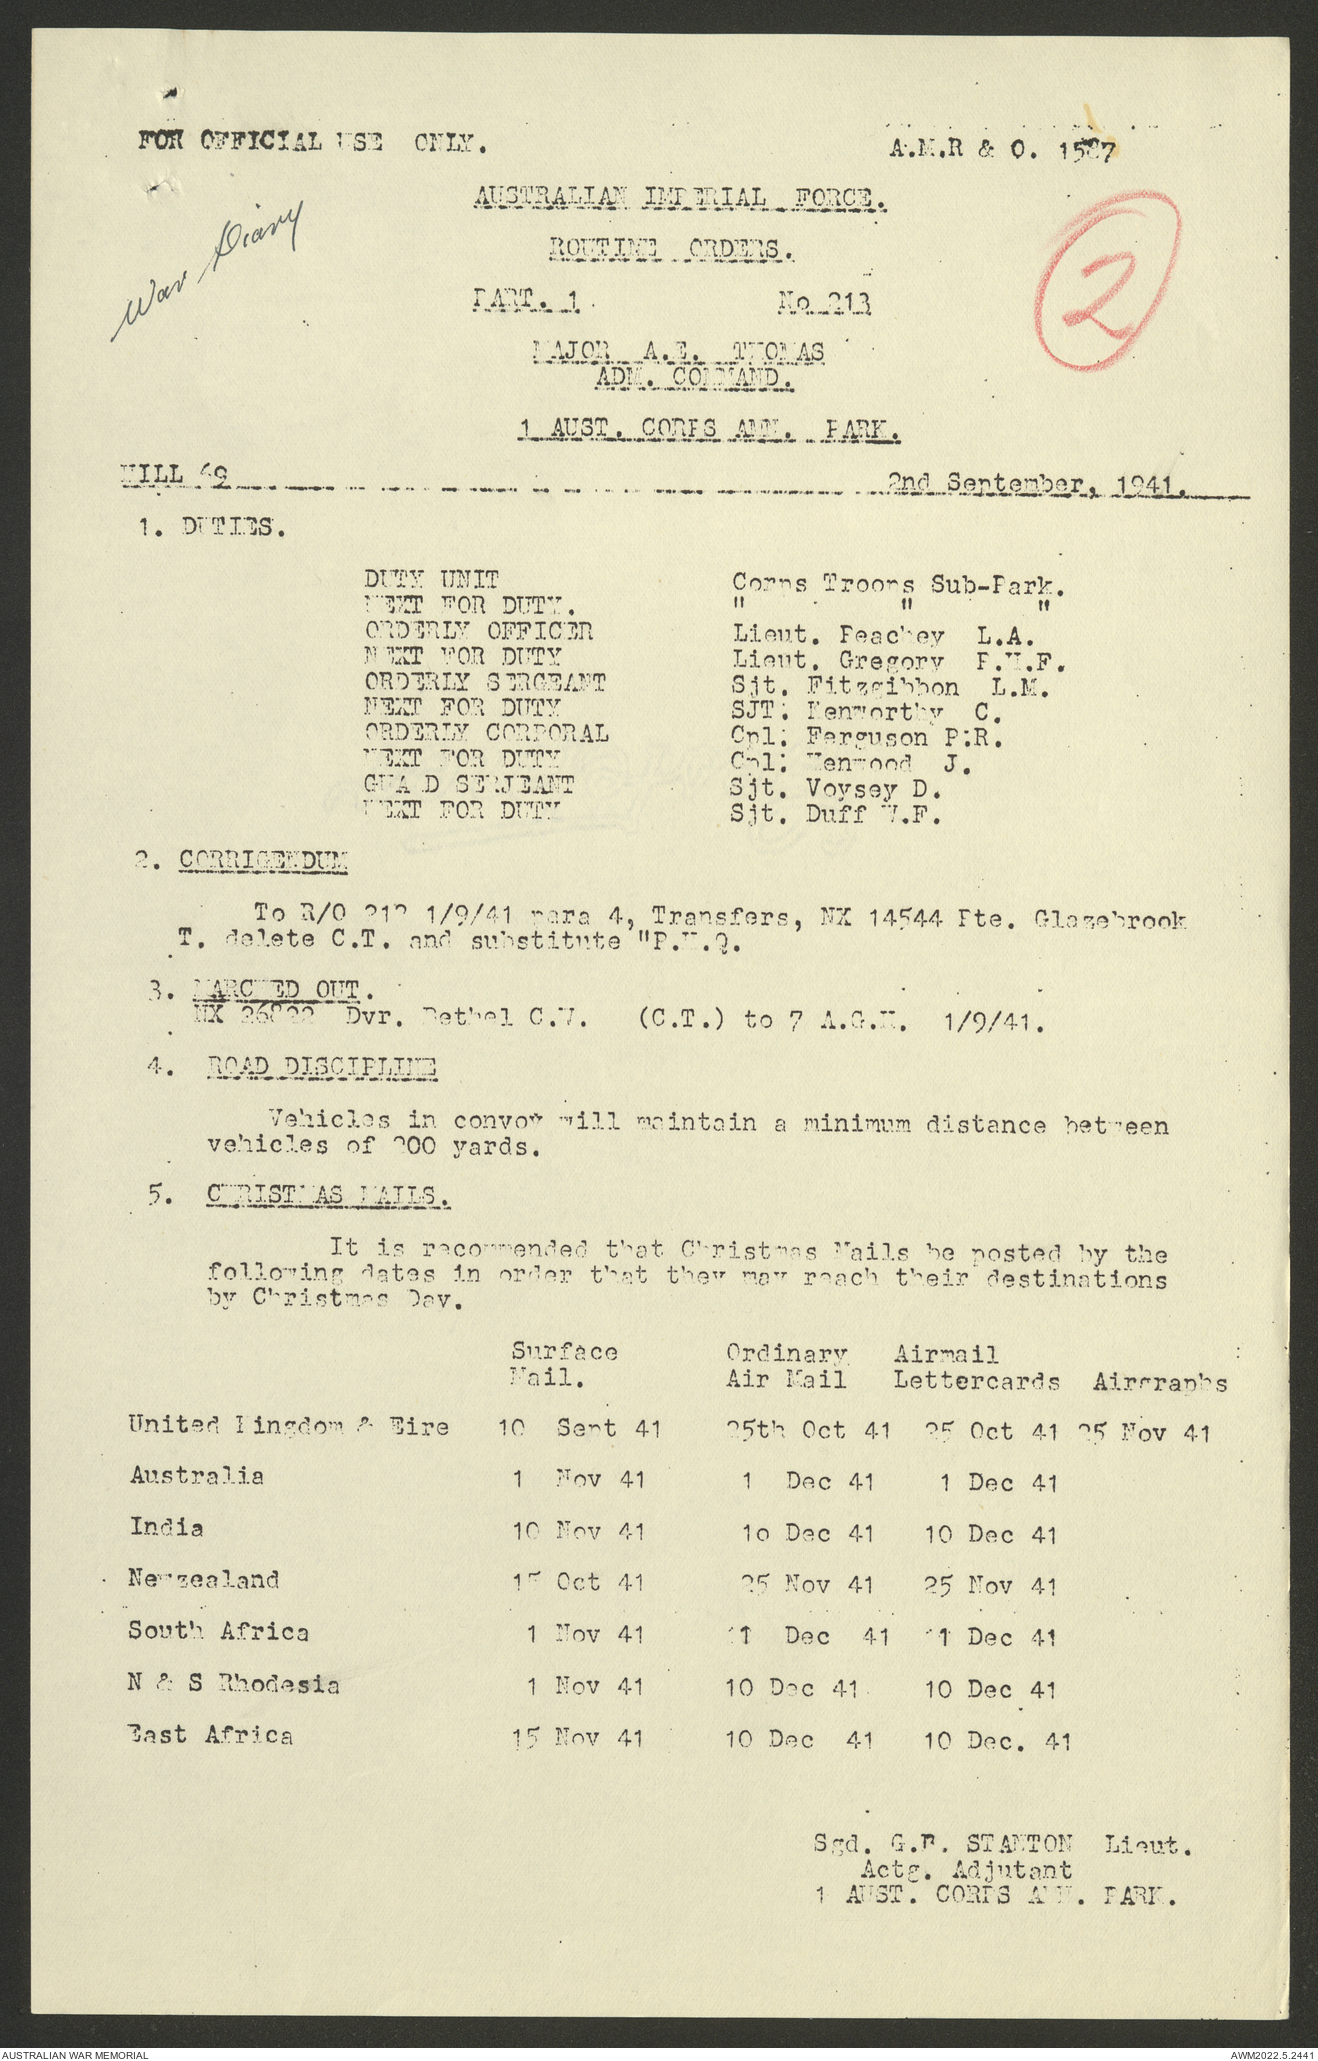 FOR OFFICIAL USE ONLY. A.M.R & O. 1587
War Diary
2
AUSTRALIAN IMPERIAL FORCE.
ROUTINE ORDERS.
PART. 1. No 213
MAJOR A.E. THOMAS
ADM. COMMAND.
1 AUST. CORPS AMN. PARK.
HILL 69 2nd September, 1941.
1. DUTIES.
DUTY UNIT Corps Troops Sub-Park.
NEXT FOR DUTY. " " "
ORDERLY OFFICER Lieut. Peachey L.A.
NEXT FOR DUTY Lieut. Gregory P.H.F.
ORDERLY SERGEANT Sjt. Fitzgibbon L.M.
NEXT FOR DUTY SJT: Kenworthy C.
ORDERLY CORPORAL Cpl: Ferguson P:R.
NEXT FOR DUTY Cpl: Henwood J.
GUA D SERJEANT Sjt. Voysey D.
NEXT FOR DUTY Sjt. Duff W.F.
2. CORRIGENDUM
To R/O 212 1/9/41 para 4, Transfers, NX 14544 Pte. Glazebrook
T. delete C.T. and substitute "P.H.Q.
3. MARCHED OUT.
NX 26822 Dvr. Bethel C.W. (C.T.) to 7 A.G.H. 1/9/41.
4. ROAD DISCIPLINE
Vehicles in convoy will maintain a minimum distance between
vehicles of 200 yards.
5. CHRISTMAS MAILS.
It is recommended that Christmas Mails be posted by the
following dates in order that they may reach their destinations
by Christmas Day.
Surface Ordinary Airmail
Mail. Air Mail Lettercards Airgraphs
United Kingdom & Eire 10 Sept 41 25th Oct 41 25 Oct 41 25 Nov 41
Australia 1 Nov 41 1 Dec 41 1 Dec 41
India 10 Nov 41 1o Dec 41 10 Dec 41
Newzealand 15 Oct 41 25 Nov 41 25 Nov 41
South Africa 1 Nov 41 11 Dec 41 11 Dec 41
N & S Rhodesia 1 Nov 41 10 Dec 41. 10 Dec 41
East Africa 15 Nov 41 10 Dec 41 10 Dec. 41
Sgd. G.B. STANTON Lieut.
Actg. Adjutant
1 AUST. CORPS AMN. PARK.
AUSTRALIAN WAR MEMORIAL AWM2022.5.2441